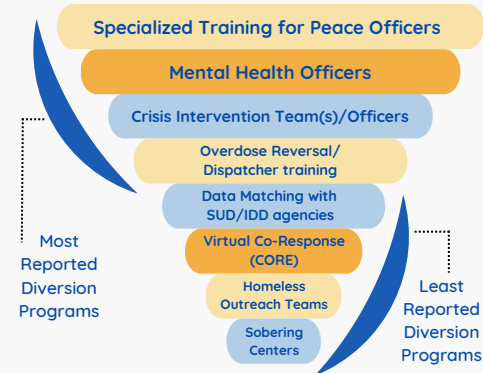 Specialized Training for Peace Officers
Mental Health Officers
Crisis Intervention Team(s)/Officers
Overdose Reversal/
Dispatcher training
Data Matching with
SUD/IDD agencies
Virtual Co-Response
(CORE)
Homeless
Outreach Teams
Sobering
Centers
Most
Reported
Diversion
Programs
Least
Reported
Diversion
Programs